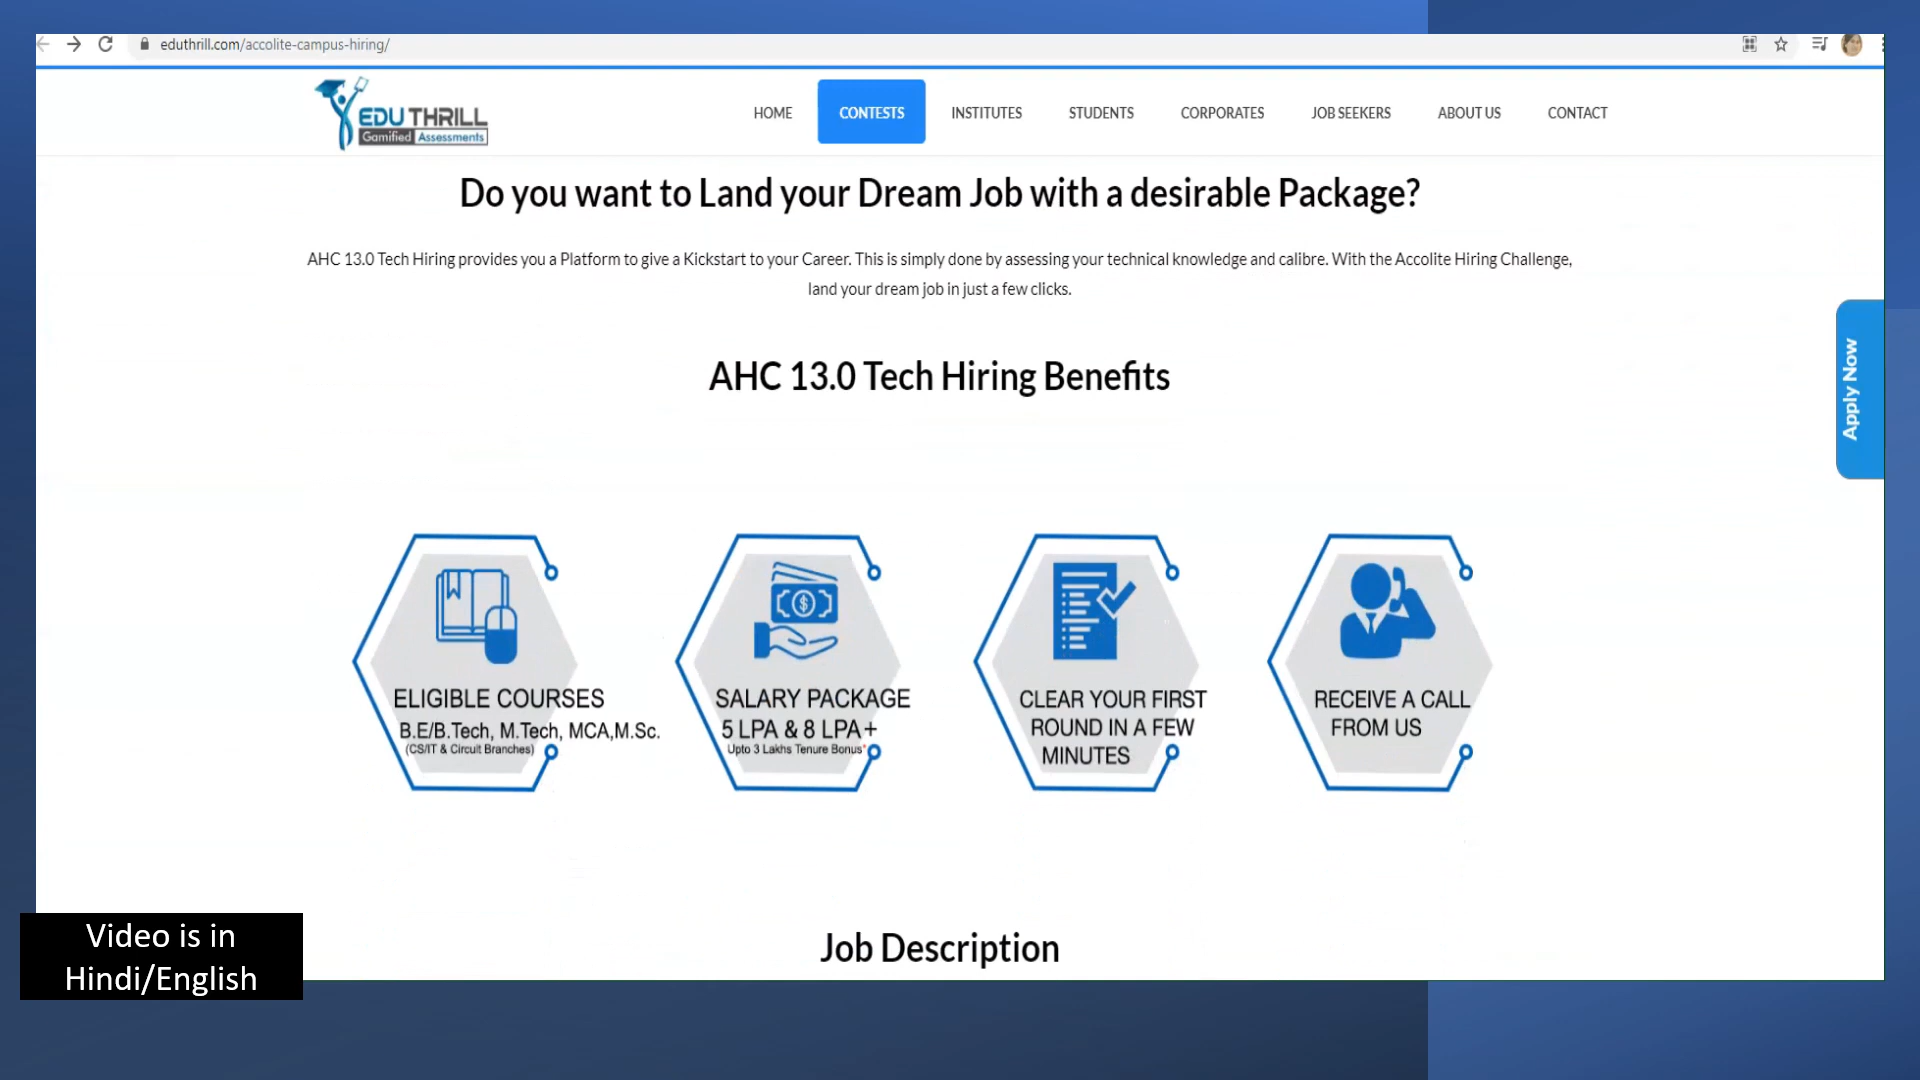 eduthrill.com/accolite-campus-hiring/
EDU THRILL
Gamified Assessments
HOME CONTESTS INSTITUTES STUDENTS CORPORATES JOB SEEKERS ABOUT US CONTACT
Do you want to Land your Dream Job with a desirable Package?
AHC 13.0 Tech Hiring provides you a Platform to give a Kickstart to your Career. This is simply done by assessing your technical knowledge and calibre. With the Accolite Hiring Challenge,
land your dream job in just a few clicks.
Apply Now
AHC 13.0 Tech Hiring Benefits
ELIGIBLE COURSES
B.E/B.Tech, M.Tech, MCA,M.Sc.
(CS/IT & Circuit Branches)
SALARY PACKAGE
5 LPA & 8 LPA+
Upto 3 Lakhs Tenure Bonus*
CLEAR YOUR FIRST
ROUND IN A FEW
MINUTES
RECEIVE A CALL
FROM US
Job Description
Video is in
Hindi/English